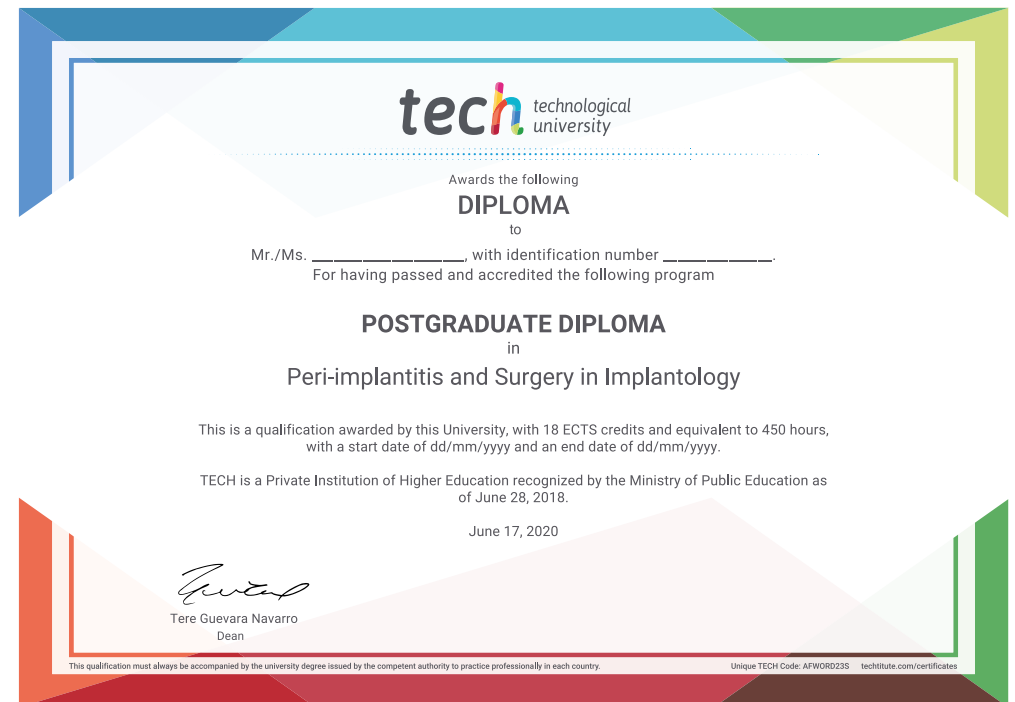 tech technological
university
Awards the following
DIPLOMA
to
Mr./Ms. __________________, with identification number _____________.
For having passed and accredited the following program
POSTGRADUATE DIPLOMA
in
Peri-implantitis and Surgery in Implantology
This is a qualification awarded by this University, with 18 ECTS credits and equivalent to 450 hours,
with a start date of dd/mm/yyyy and an end date of dd/mm/yyyy.
TECH is a Private Institution of Higher Education recognized by the Ministry of Public Education as
of June 28, 2018.
June 17, 2020
Tere Guevara Navarro
Dean
This qualification must always be accompanied by the university degree issued by the competent authority to practice professionally in each country.
Unique TECH Code: AFWORD23S techtitute.com/certificates